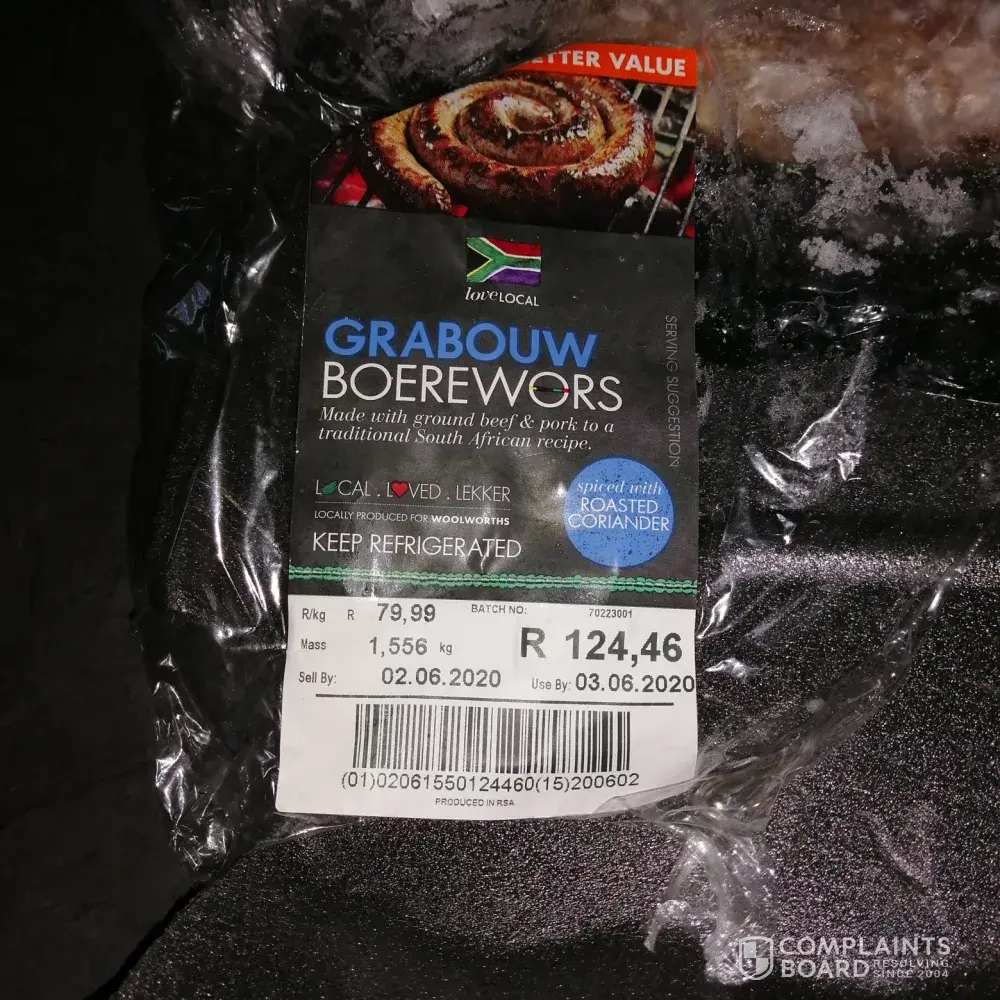 ETTER VALUE
loveLOCAL
GRABOUW
BOEREWORS
Made with ground beef & pork to a
traditional South African recipe.
SERVING SUGGESTION
LOCAL . LOVED . LEKKER
LOCALLY PRODUCED FOR WOOLWORTHS
KEEP REFRIGERATED
spiced with
ROASTED
CORIANDER
R/kg R 79,99 BATCH NO: 70223001
Mass 1,556 kg R 124,46
Sell By: 02.06.2020 Use By: 03.06.2020
(01)02061550124460(15)200602
PRODUCED IN RSA
COMPLAINTS
BOARD RESOLVING
SINCE 2004